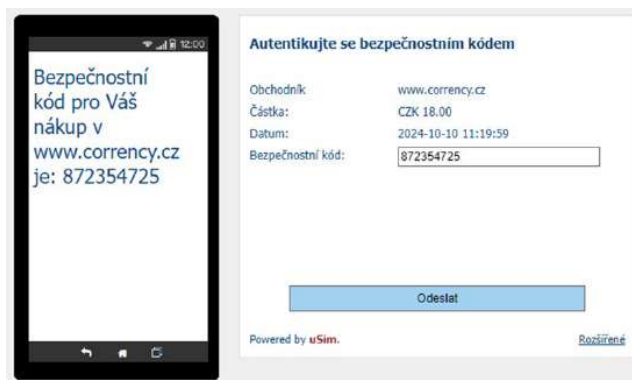 12:00
Bezpečnostní
kód pro Váš
nákup v
www.corrency.cz
je: 872354725
Autentikujte se bezpečnostním kódem
Obchodník www.corrency.cz
Částka: CZK 18.00
Datum: 2024-10-10 11:19:59
Bezpečnostní kód: 872354725
Odeslat
Powered by uSim. Rozšířené